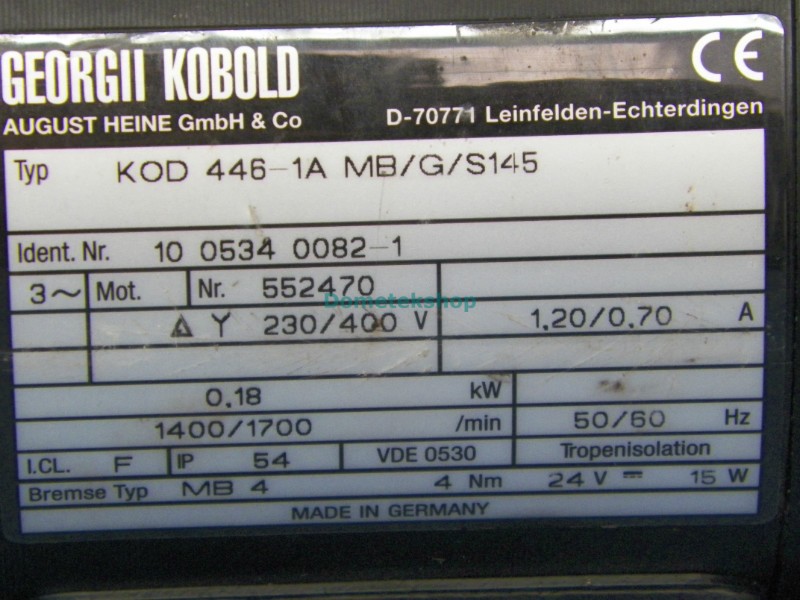 GEORGII KOBOLD CE
AUGUST HEINE GmbH & Co D-70771 Leinfelden-Echterdingen
Typ KOD 446-1A MB/G/S145
Ident. Nr. 10 0534 0082-1
3~ Mot. Nr. 552470
Dometekshop
Δ Y 230/400 V 1.20/0.70 A
0.18 kW
1400/1700 /min 50/60 Hz
I.CL. F IP 54 VDE 0530 Tropenisolation
Bremse Typ MB 4 4 Nm 24 V ⎓ 15 W
MADE IN GERMANY